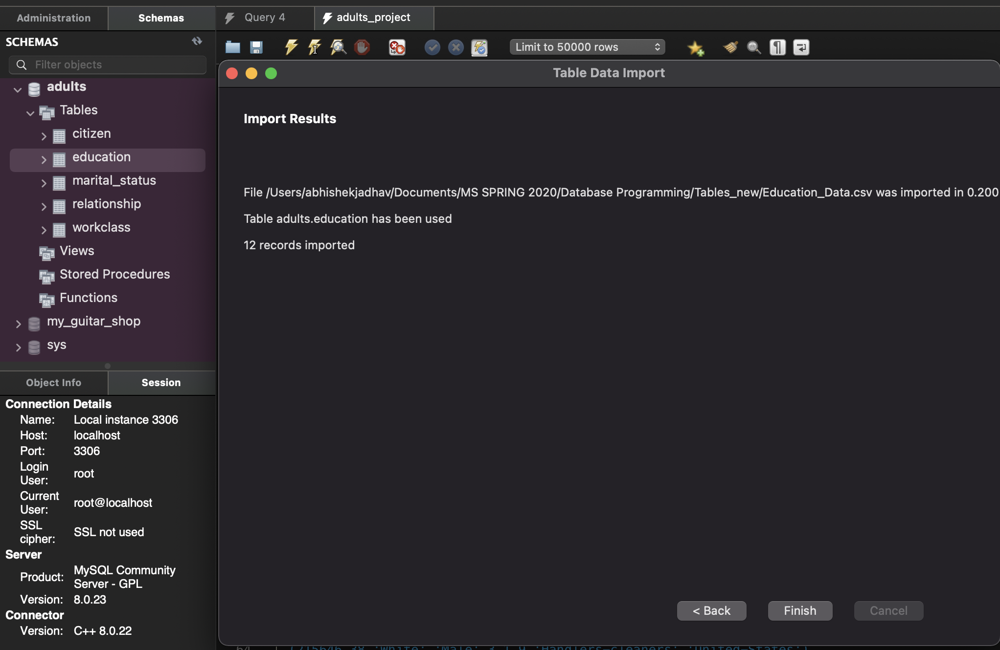 Administration
Schemas
Query 4
adults_project
SCHEMAS
Limit to 50000 rows
Filter objects
Table Data Import
adults
Tables
citizen
education
marital_status
relationship
workclass
Views
Stored Procedures
Functions
my_guitar_shop
sys
Import Results
File /Users/abhishekjadhav/Documents/MS SPRING 2020/Database Programming/Tables_new/Education_Data.csv was imported in 0.200
Table adults.education has been used
12 records imported
Object Info
Session
Connection Details
Name: Local instance 3306
Host: localhost
Port: 3306
Login User: root
Current User: root@localhost
SSL cipher: SSL not used
Server
Product: MySQL Community Server - GPL
Version: 8.0.23
Connector
Version: C++ 8.0.22
< Back
Finish
Cancel